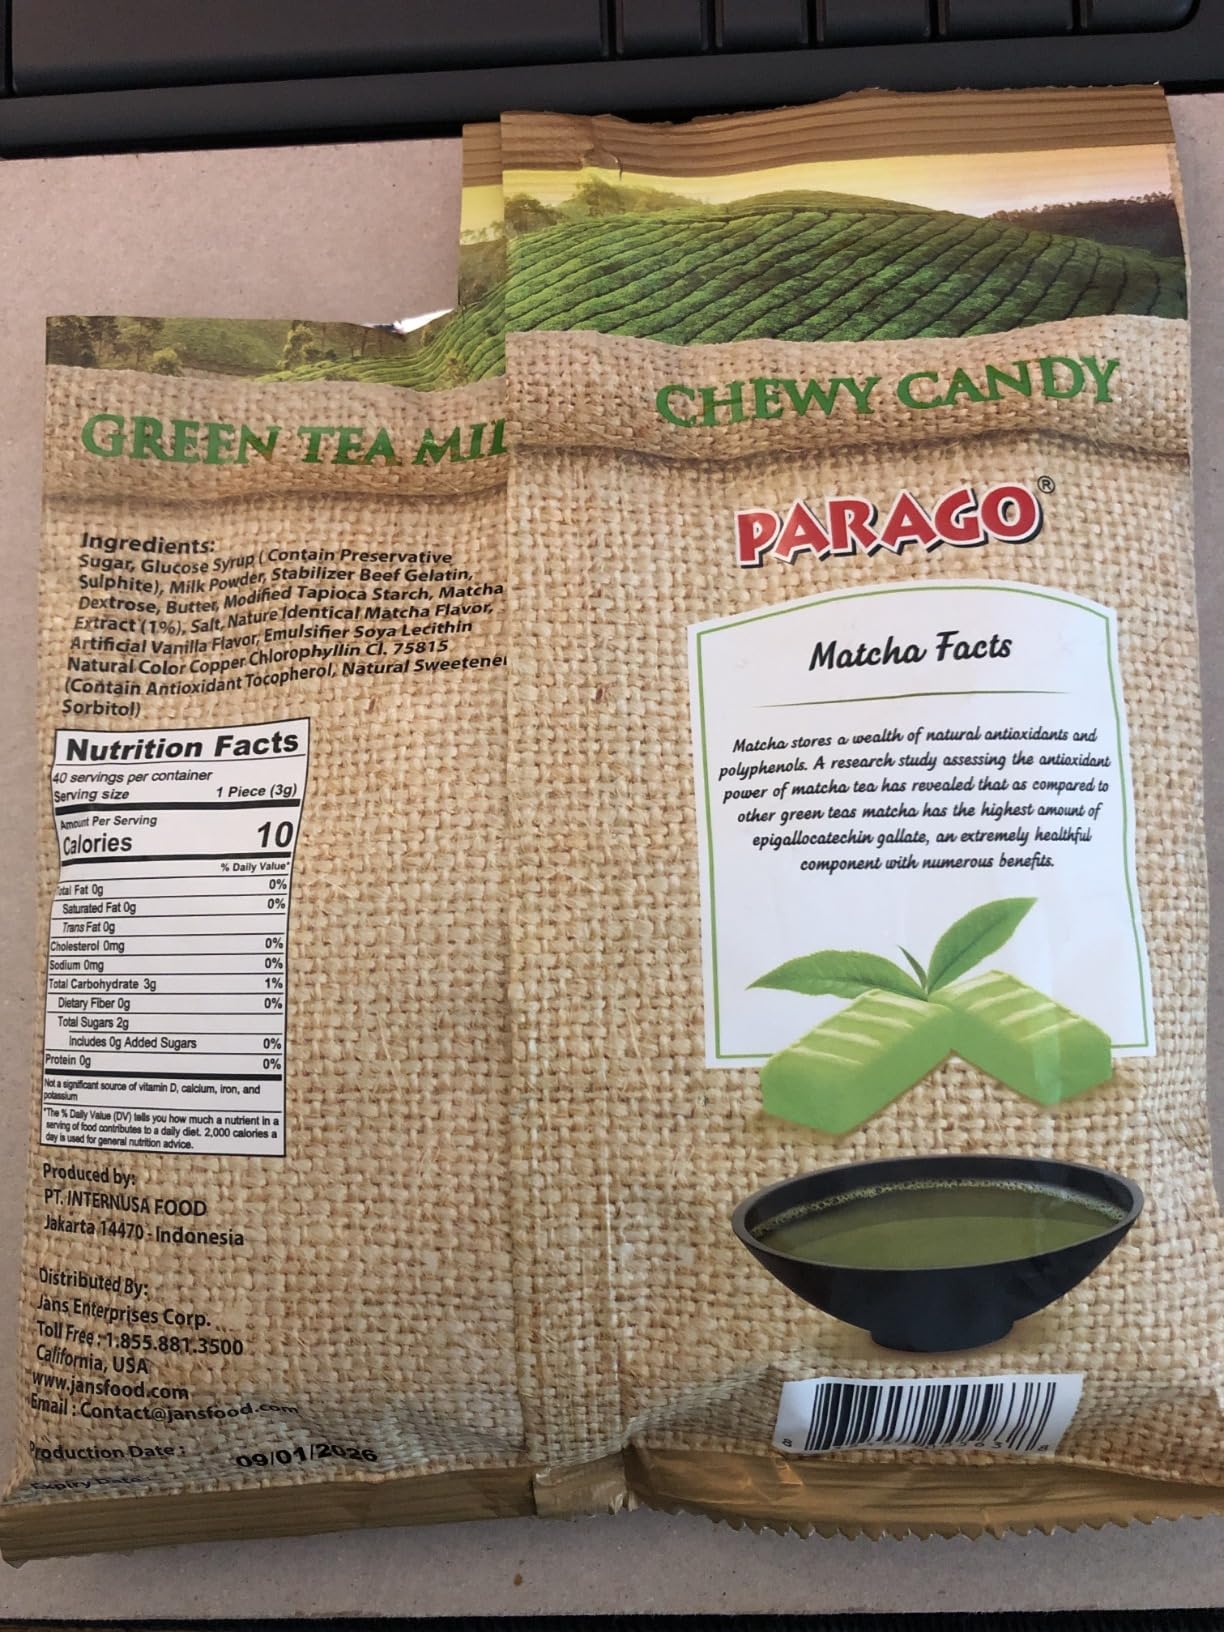 GREEN TEA MIL
Ingredients:
Sugar, Glucose Syrup ( Contain Preservative
Sulphite), Milk Powder, Stabilizer Beef Gelatin,
Dextrose, Butter, Modified Tapioca Starch, Matcha
Extract (1%), Salt, Nature Identical Matcha Flavor,
Artificial Vanilla Flavor, Emulsifier Soya Lecithin
Natural Color Copper Chlorophyllin CI. 75815
(Contain Antioxidant Tocopherol, Natural Sweetener
Sorbitol)
Nutrition Facts
40 servings per container
Serving size 1 Piece (3g)
Amount Per Serving
Calories 10
% Daily Value*
Total Fat 0g 0%
Saturated Fat 0g 0%
Trans Fat 0g
Cholesterol 0mg 0%
Sodium 0mg 0%
Total Carbohydrate 3g 1%
Dietary Fiber 0g 0%
Total Sugars 2g
Includes 0g Added Sugars 0%
Protein 0g 0%
Not a significant source of vitamin D, calcium, iron, and
potassium
*The % Daily Value (DV) tells you how much a nutrient in a
serving of food contributes to a daily diet. 2,000 calories a
day is used for general nutrition advice.
Produced by:
PT. INTERNUSA FOOD
Jakarta 14470 - Indonesia
Distributed By:
Jans Enterprises Corp.
Toll Free : 1.855.881.3500
California, USA
www.jansfood.com
Email : Contact@jansfood.com
Production Date :
09/01/2026
Expiry Date
CHEWY CANDY
PARAGO®
Matcha Facts
Matcha stores a wealth of natural antioxidants and
polyphenols. A research study assessing the antioxidant
power of matcha tea has revealed that as compared to
other green teas matcha has the highest amount of
epigallocatechin gallate, an extremely healthful
component with numerous benefits.